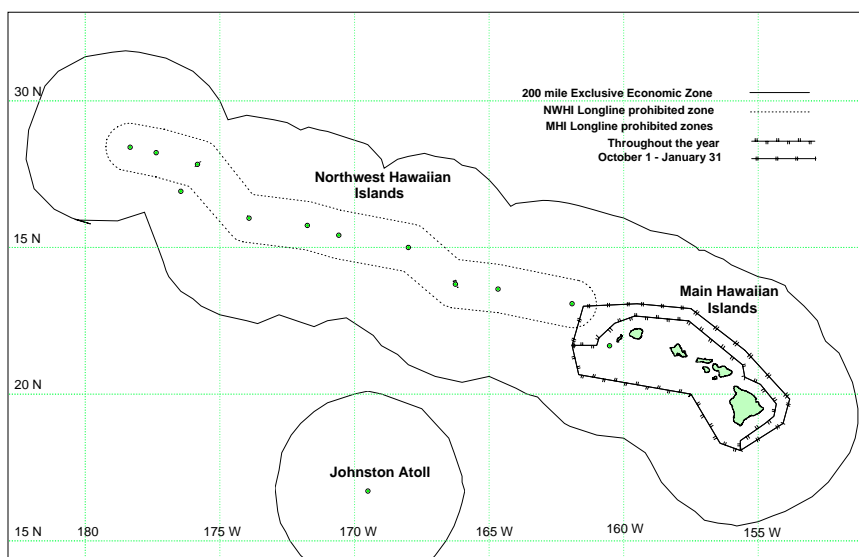 200 mile Exclusive Economic Zone
30 N
NWHI Longline prohibited zone
MHI Longline prohibited zones
Throughout the year
October 1 - January 31
Northwest Hawaiian
Islands
15 N
Main Hawaiian
Islands
20 N
Johnston Atoll
15 N
180
175 W
170 W
165 W
160 W
155 W